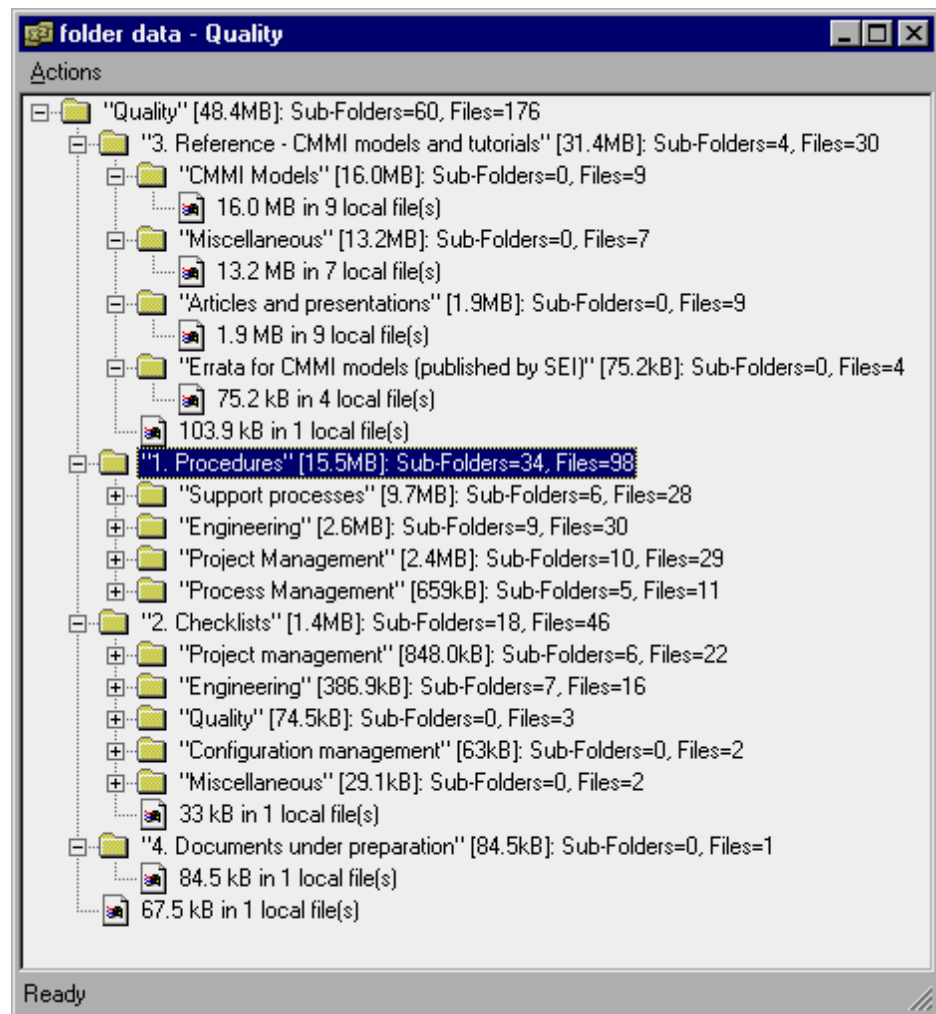 folder data - Quality
Actions
"Quality" [48.4MB]: Sub-Folders=60, Files=176
"3. Reference - CMMI models and tutorials" [31.4MB]: Sub-Folders=4, Files=30
"CMMI Models" [16.0MB]: Sub-Folders=0, Files=9
16.0 MB in 9 local file(s)
"Miscellaneous" [13.2MB]: Sub-Folders=0, Files=7
13.2 MB in 7 local file(s)
"Articles and presentations" [1.9MB]: Sub-Folders=0, Files=9
1.9 MB in 9 local file(s)
"Errata for CMMI models (published by SEI)" [75.2kB]: Sub-Folders=0, Files=4
75.2 kB in 4 local file(s)
103.9 kB in 1 local file(s)
"1. Procedures" [15.5MB]: Sub-Folders=34, Files=98
"Support processes" [9.7MB]: Sub-Folders=6, Files=28
"Engineering" [2.6MB]: Sub-Folders=9, Files=30
"Project Management" [2.4MB]: Sub-Folders=10, Files=29
"Process Management" [659kB]: Sub-Folders=5, Files=11
"2. Checklists" [1.4MB]: Sub-Folders=18, Files=46
"Project management" [848.0kB]: Sub-Folders=6, Files=22
"Engineering" [386.9kB]: Sub-Folders=7, Files=16
"Quality" [74.5kB]: Sub-Folders=0, Files=3
"Configuration management" [63kB]: Sub-Folders=0, Files=2
"Miscellaneous" [29.1kB]: Sub-Folders=0, Files=2
33 kB in 1 local file(s)
"4. Documents under preparation" [84.5kB]: Sub-Folders=0, Files=1
84.5 kB in 1 local file(s)
67.5 kB in 1 local file(s)
Ready